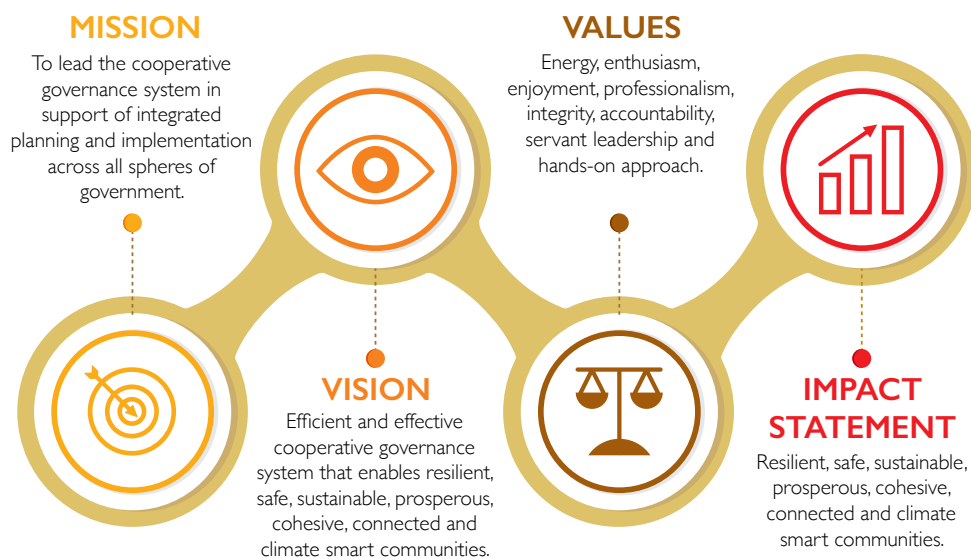 MISSION
To lead the cooperative
governance system in
support of integrated
planning and implementation
across all spheres of
government.
VISION
Efficient and effective
cooperative governance
system that enables resilient,
safe, sustainable, prosperous,
cohesive, connected and
climate smart communities.
VALUES
Energy, enthusiasm,
enjoyment, professionalism,
integrity, accountability,
servant leadership and
hands-on approach.
IMPACT
STATEMENT
Resilient, safe, sustainable,
prosperous, cohesive,
connected and climate
smart communities.